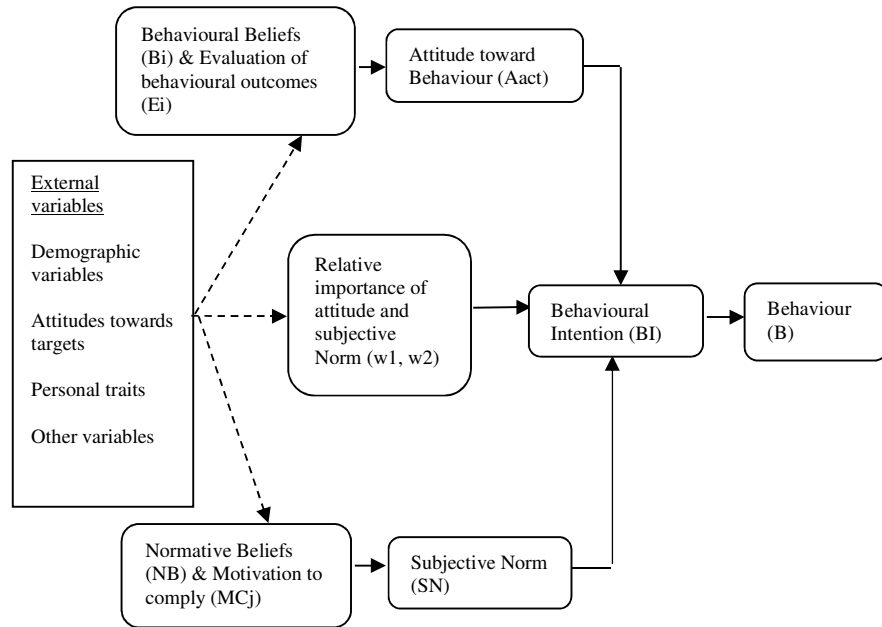 Behavioural Beliefs
(Bi) & Evaluation of
behavioural outcomes
(Ei)
Attitude toward
Behaviour (Aact)
External
variables
Demographic
variables
Attitudes towards
targets
Personal traits
Other variables
Relative
importance of
attitude and
subjective
Norm (w1, w2)
Behavioural
Intention (BI)
Behaviour
(B)
Normative Beliefs
(NB) & Motivation to
comply (MCj)
Subjective Norm
(SN)